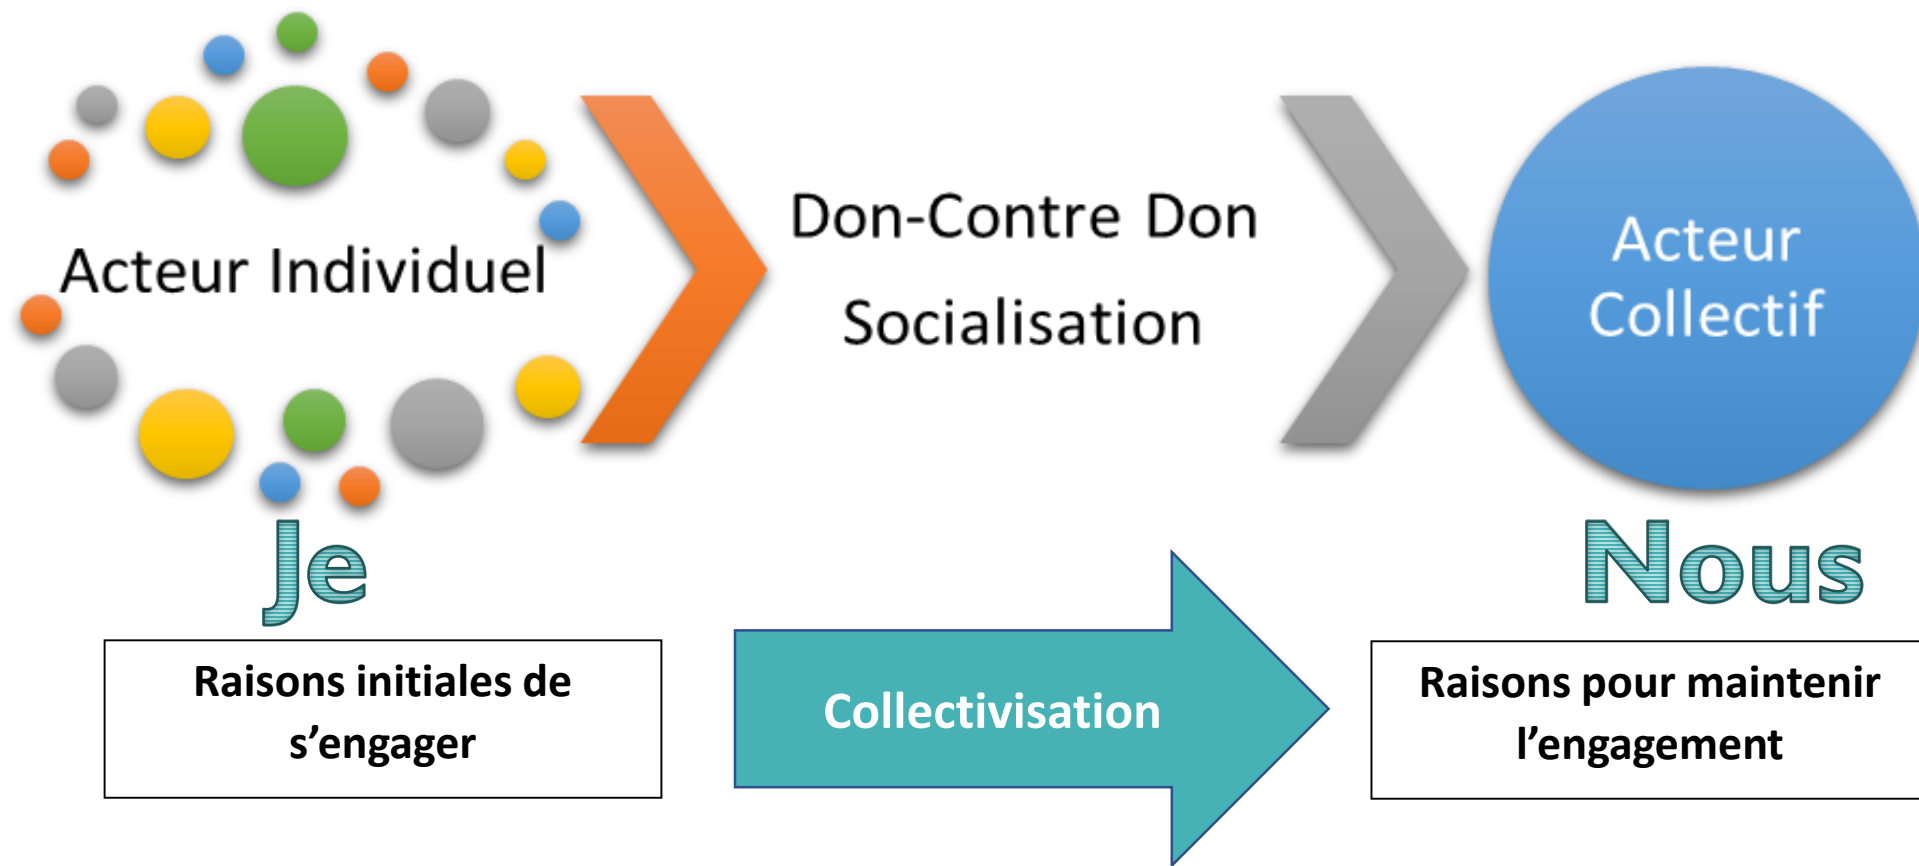 Acteur Individuel
Don-Contre Don
Socialisation
Acteur
Collectif
Je
Nous
Raisons initiales de
s’engager
Collectivisation
Raisons pour maintenir
l’engagement